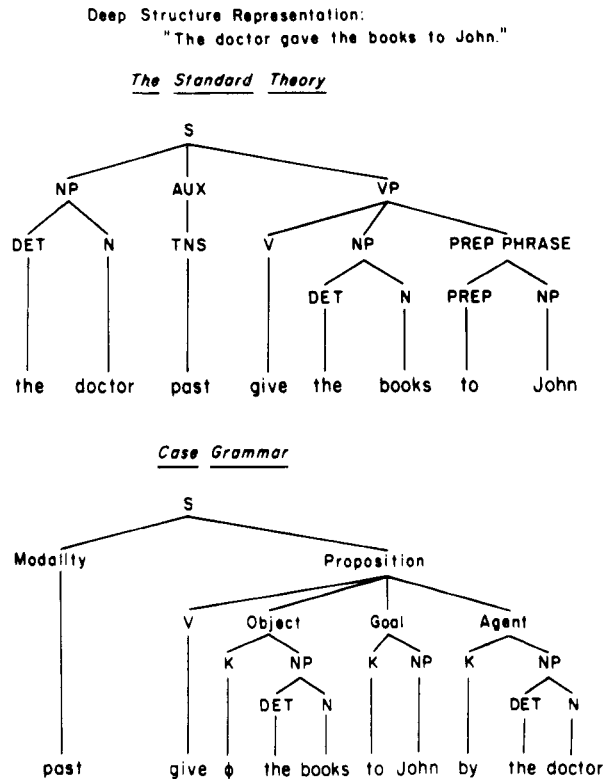 Deep Structure Representation:
"The doctor gave the books to John."
The Standard Theory
S
NP AUX VP
DET N TNS V NP PREP PHRASE
DET N PREP NP
the doctor past give the books to John
Case Grammar
S
Modality Proposition
V Object Goal Agent
K NP K NP K NP
DET N DET N
past give ϕ the books to John by the doctor